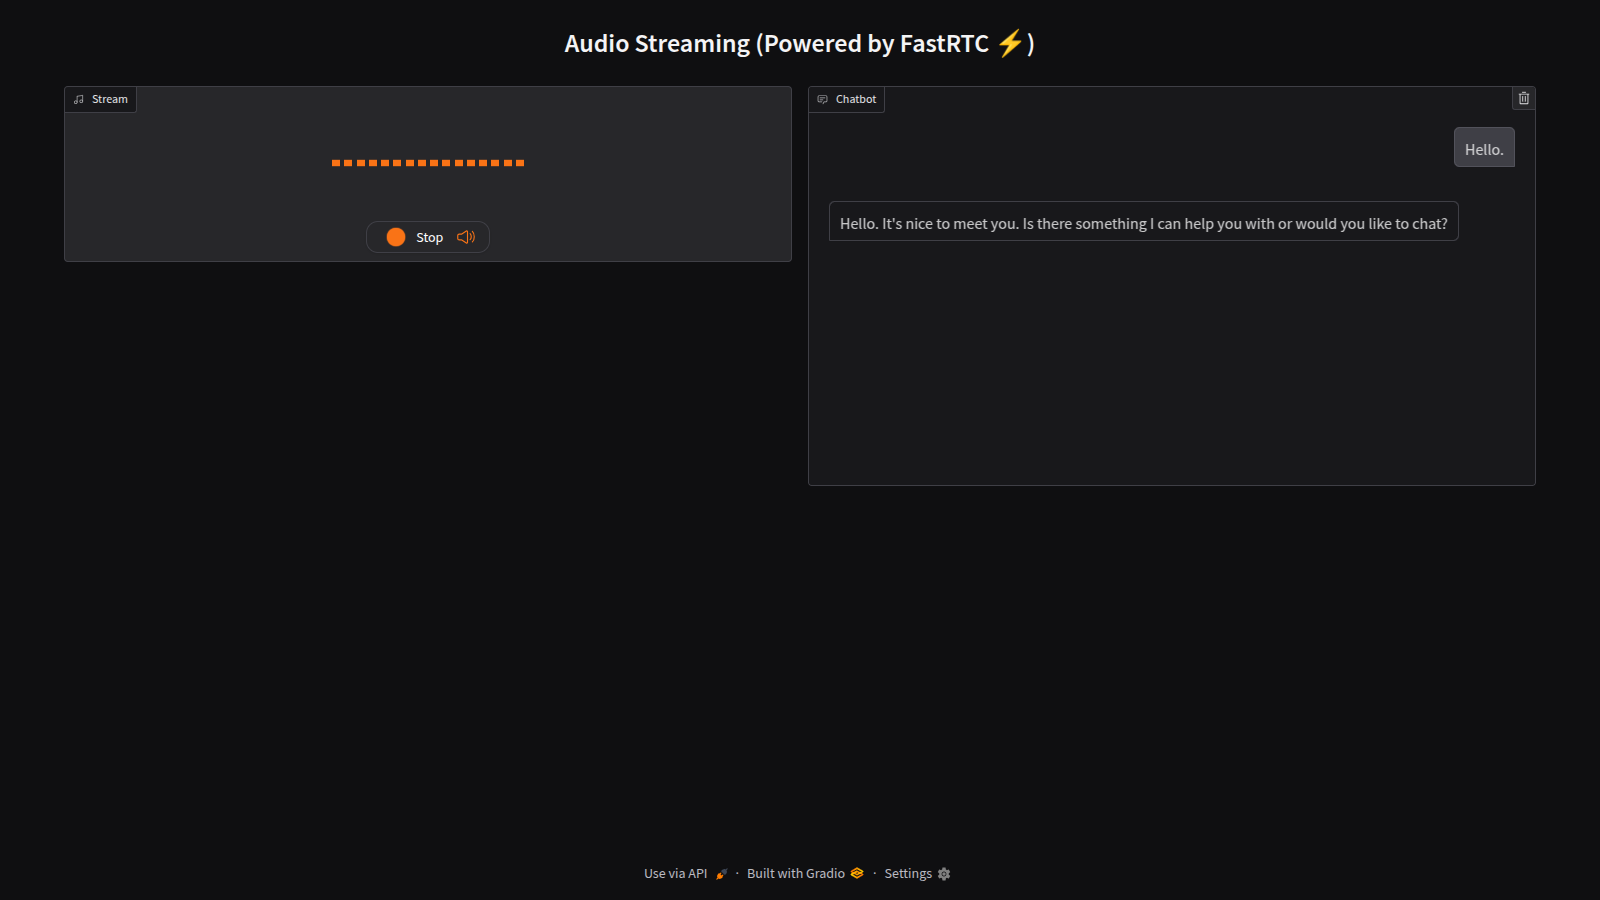 Audio Streaming (Powered by FastRTC ⚡)
Stream
Stop
Chatbot
Hello.
Hello. It's nice to meet you. Is there something I can help you with or would you like to chat?
Use via API · Built with Gradio · Settings